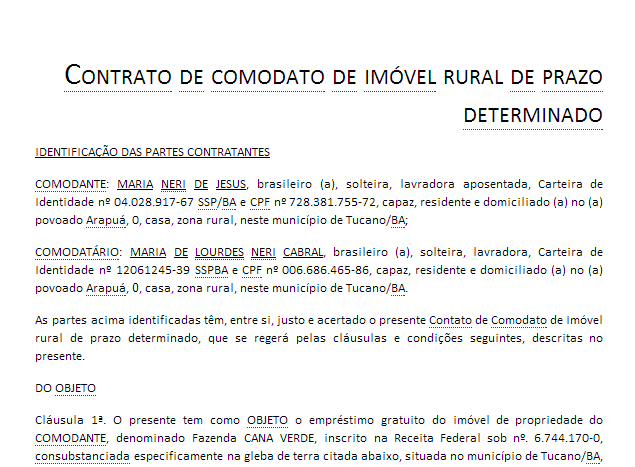 CONTRATO DE COMODATO DE IMÓVEL RURAL DE PRAZO
DETERMINADO
IDENTIFICAÇÃO DAS PARTES CONTRATANTES
COMODANTE: MARIA NERI DE JESUS, brasileiro (a), solteira, lavradora aposentada, Carteira de
Identidade nº 04.028.917-67 SSP/BA e CPF nº 728.381.755-72, capaz, residente e domiciliado (a) no (a)
povoado Arapuá, 0, casa, zona rural, neste município de Tucano/BA;
COMODATÁRIO: MARIA DE LOURDES NERI CABRAL, brasileiro (a), solteira, lavradora, Carteira de
Identidade nº 12061245-39 SSPBA e CPF nº 006.686.465-86, capaz, residente e domiciliado (a) no (a)
povoado Arapuá, 0, casa, zona rural, neste município de Tucano/BA.
As partes acima identificadas têm, entre si, justo e acertado o presente Contato de Comodato de Imóvel
rural de prazo determinado, que se regerá pelas cláusulas e condições seguintes, descritas no
presente.
DO OBJETO
Cláusula 1ª. O presente tem como OBJETO o empréstimo gratuito do imóvel de propriedade do
COMODANTE, denominado Fazenda CANA VERDE, inscrito na Receita Federal sob nº. 6.744.170-0,
consubstanciada especificamente na gleba de terra citada abaixo, situada no município de Tucano/BA,